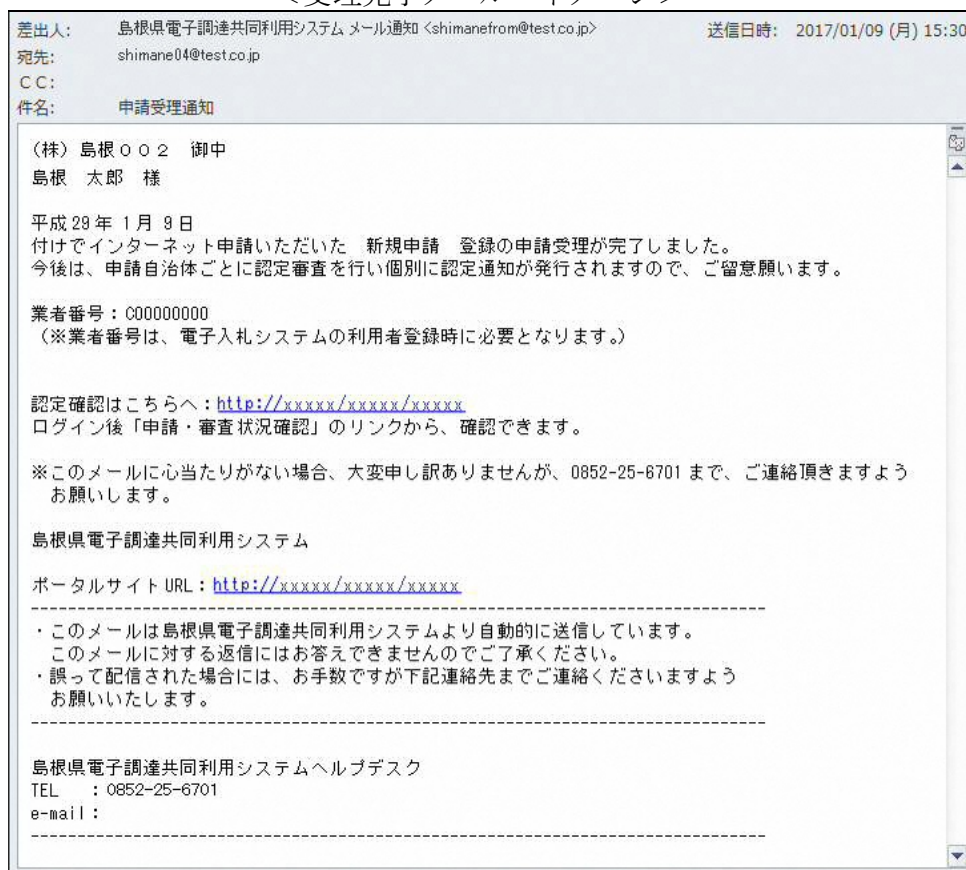 差出人: 島根県電子調達共同利用システム メール通知 <shimanefrom@test.co.jp> 送信日時: 2017/01/09 (月) 15:30
宛先: shimane04@test.co.jp
CC:
件名: 申請受理通知
(株) 島根002 御中
島根 太郎 様
平成29年 1月 9日
付けでインターネット申請いただいた 新規申請 登録の申請受理が完了しました。
今後は、申請自治体ごとに認定審査を行い個別に認定通知が発行されますので、ご留意願います。
業者番号:C00000000
(※業者番号は、電子入札システムの利用者登録時に必要となります。)
認定確認はこちらへ:http://xxxxx/xxxxx/xxxxx
ログイン後「申請・審査状況確認」のリンクから、確認できます。
※このメールに心当たりがない場合、大変申し訳ありませんが、0852-25-6701 まで、ご連絡頂きますよう
お願いします。
島根県電子調達共同利用システム
ポータルサイトURL:http://xxxxx/xxxxx/xxxxx
--------------------------------------------------------------------------------
・このメールは島根県電子調達共同利用システムより自動的に送信しています。
このメールに対する返信にはお答えできませんのでご了承ください。
・誤って配信された場合には、お手数ですが下記連絡先までご連絡くださいますよう
お願いいたします。
--------------------------------------------------------------------------------
島根県電子調達共同利用システムヘルプデスク
TEL :0852-25-6701
e-mail:
--------------------------------------------------------------------------------